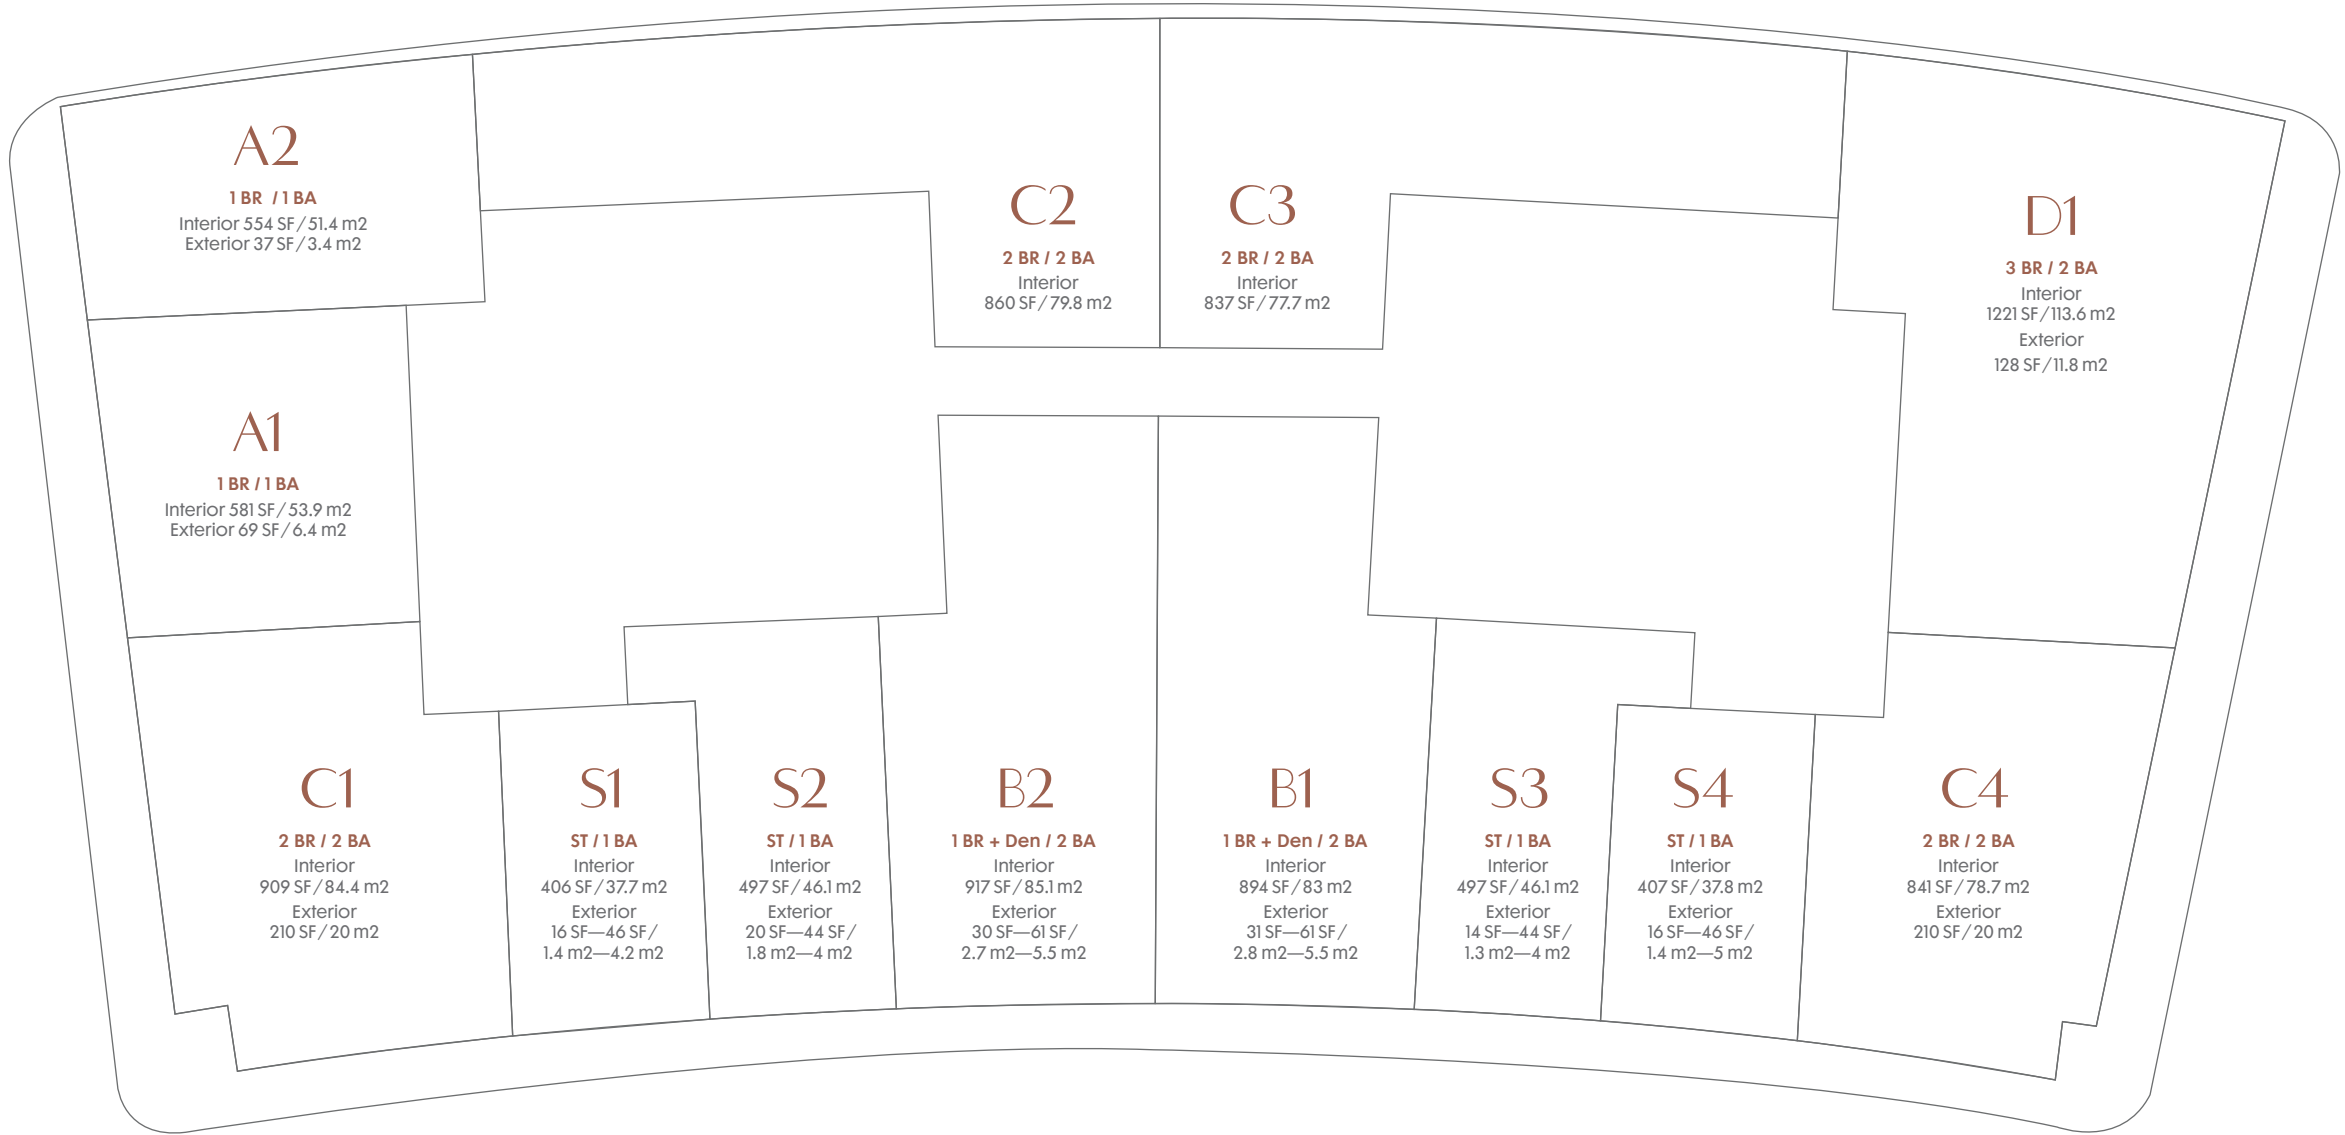 A2
1 BR / 1 BA
Interior 554 SF/51.4 m2
Exterior 37 SF/3.4 m2
C2
2 BR / 2 BA
Interior
860 SF/79.8 m2
C3
2 BR / 2 BA
Interior
837 SF/77.7 m2
D1
3 BR / 2 BA
Interior
1221 SF/113.6 m2
Exterior
128 SF/11.8 m2
A1
1 BR / 1 BA
Interior 581 SF/53.9 m2
Exterior 69 SF/6.4 m2
C1
2 BR / 2 BA
Interior
909 SF/84.4 m2
Exterior
210 SF/20 m2
S1
ST / 1 BA
Interior
406 SF/37.7 m2
Exterior
16 SF—46 SF/
1.4 m2—4.2 m2
S2
ST / 1 BA
Interior
497 SF/46.1 m2
Exterior
20 SF—44 SF/
1.8 m2—4 m2
B2
1 BR + Den / 2 BA
Interior
917 SF/85.1 m2
Exterior
30 SF—61 SF/
2.7 m2—5.5 m2
B1
1 BR + Den / 2 BA
Interior
894 SF/83 m2
Exterior
31 SF—61 SF/
2.8 m2—5.5 m2
S3
ST / 1 BA
Interior
497 SF/46.1 m2
Exterior
14 SF—44 SF/
1.3 m2—4 m2
S4
ST / 1 BA
Interior
407 SF/37.8 m2
Exterior
16 SF—46 SF/
1.4 m2—5 m2
C4
2 BR / 2 BA
Interior
841 SF/78.7 m2
Exterior
210 SF/20 m2